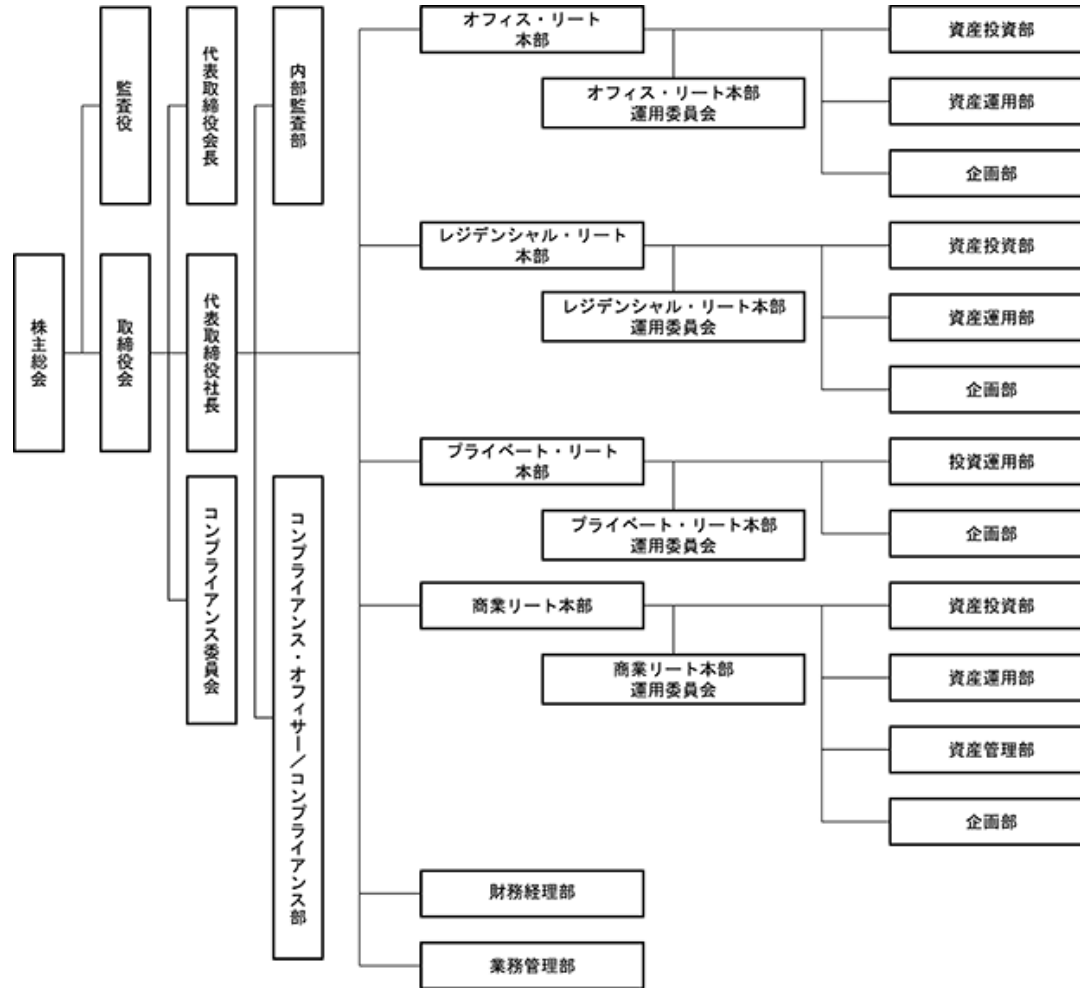 株主総会
監査役
取締役会
代表取締役会長
代表取締役社長
コンプライアンス委員会
内部監査部
コンプライアンス・オフィサー／コンプライアンス部
オフィス・リート
本部
オフィス・リート本部
運用委員会
資産投資部
資産運用部
企画部
レジデンシャル・リート
本部
レジデンシャル・リート本部
運用委員会
資産投資部
資産運用部
企画部
プライベート・リート
本部
プライベート・リート本部
運用委員会
投資運用部
企画部
商業リート本部
商業リート本部
運用委員会
資産投資部
資産運用部
資産管理部
企画部
財務経理部
業務管理部